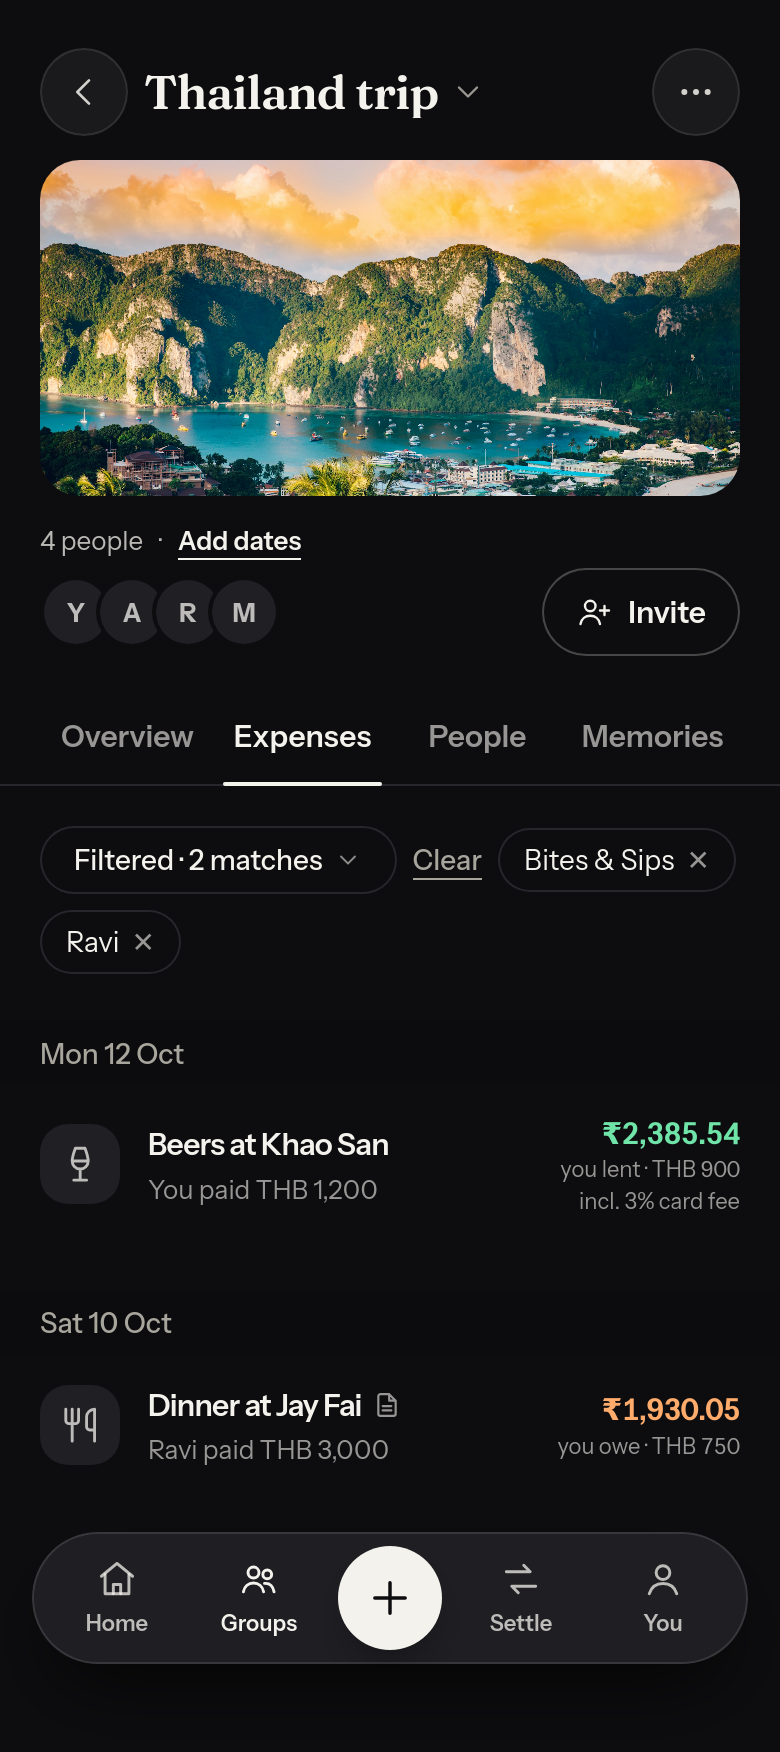 Thailand trip
4 people · Add dates
Y A R M
Invite
Overview Expenses People Memories
Filtered · 2 matches Clear Bites & Sips ✕
Ravi ✕
Mon 12 Oct
Beers at Khao San ₹2,385.54
You paid THB 1,200 you lent · THB 900
incl. 3% card fee
Sat 10 Oct
Dinner at Jay Fai ₹1,930.05
Ravi paid THB 3,000 you owe · THB 750
Home Groups Settle You